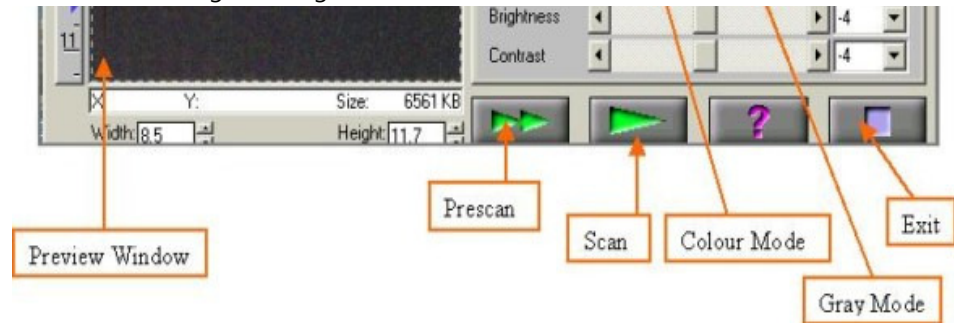 Brightness -4
11
Contrast -4
X Y: Size: 6561 KB
Width: 8.5 Height: 11.7
?
Prescan
Scan Colour Mode Exit
Preview Window
Gray Mode